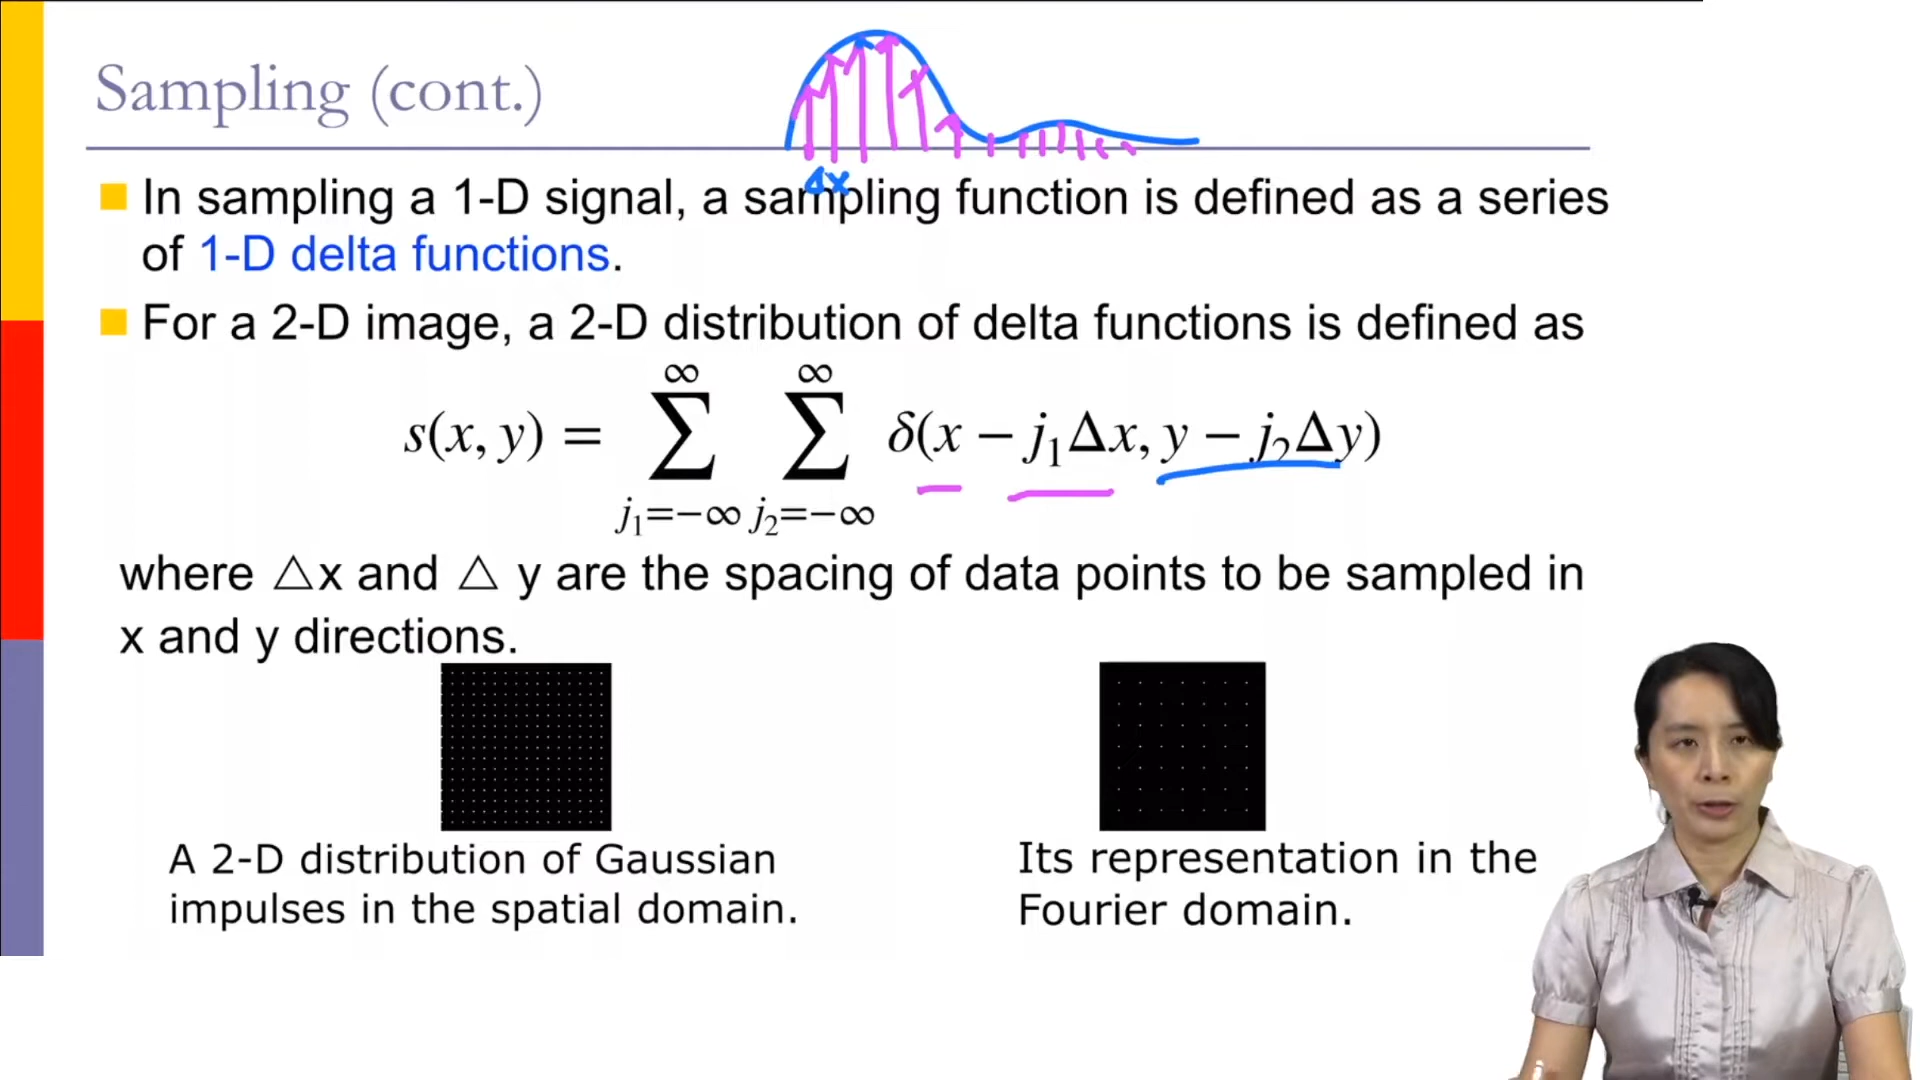 Sampling (cont.)
Δx
In sampling a 1-D signal, a sampling function is defined as a series
of 1-D delta functions.
For a 2-D image, a 2-D distribution of delta functions is defined as
s(x, y) = ∑_{j₁=−∞}^{∞} ∑_{j₂=−∞}^{∞} δ(x − j₁Δx, y − j₂Δy)
where △x and △ y are the spacing of data points to be sampled in
x and y directions.
A 2-D distribution of Gaussian
impulses in the spatial domain.
Its representation in the
Fourier domain.